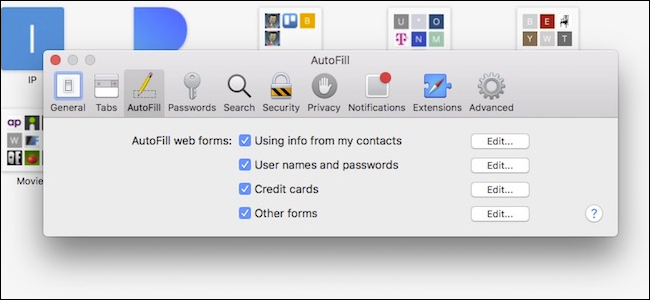 I
B
U * O
T N M
B E
Y W T
IP
AutoFill
General Tabs AutoFill Passwords Search Security Privacy Notifications Extensions Advanced
ap
W
Movie
AutoFill web forms: Using info from my contacts Edit...
User names and passwords Edit...
Credit cards Edit...
Other forms Edit...
?